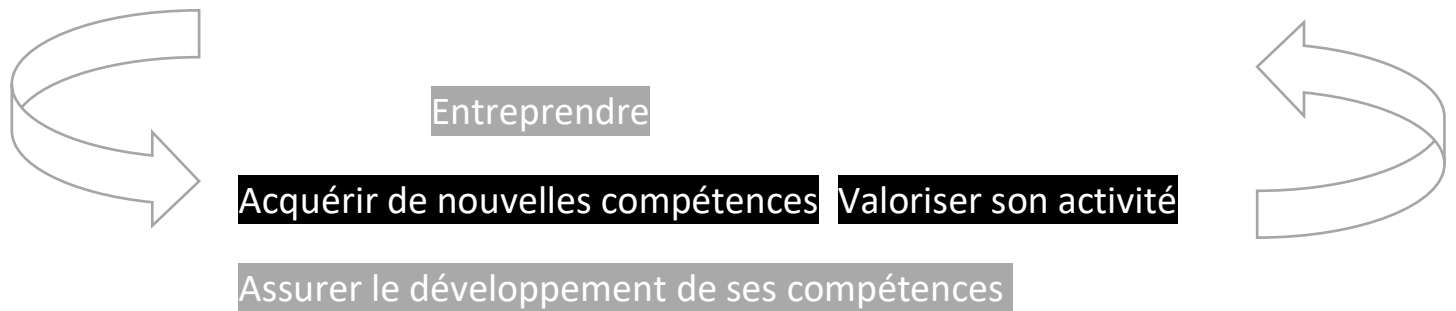 Entreprendre
Acquérir de nouvelles compétences Valoriser son activité
Assurer le développement de ses compétences